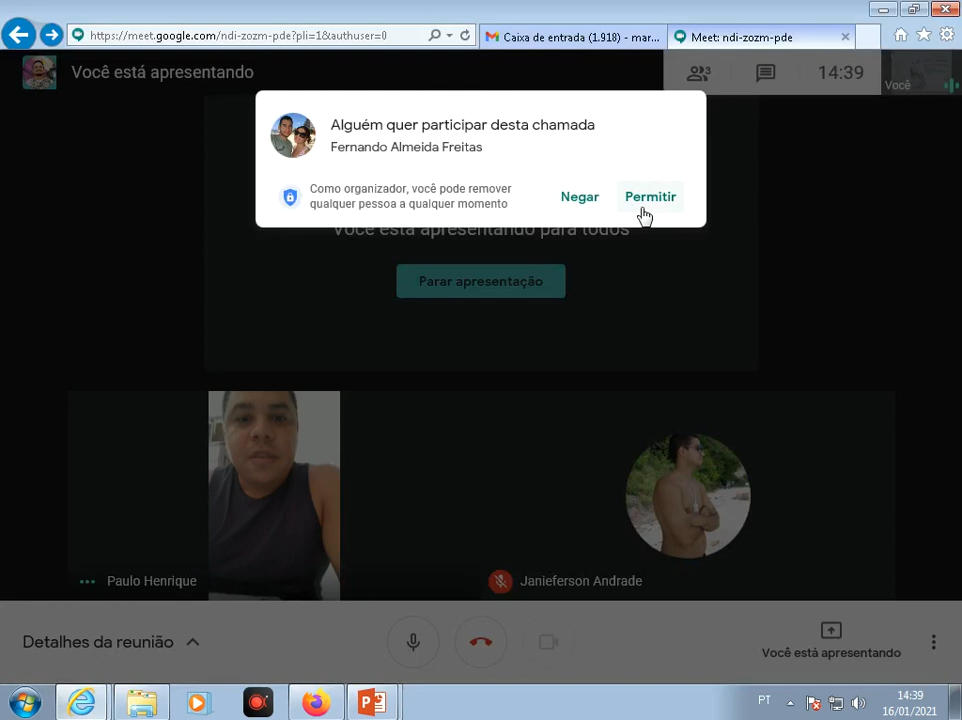 https://meet.google.com/ndi-zozm-pde?pli=1&authuser=0
Caixa de entrada (1.918) - mar...
Meet: ndi-zozm-pde
Você está apresentando
3
14:39
Você
Alguém quer participar desta chamada
Fernando Almeida Freitas
Como organizador, você pode remover
qualquer pessoa a qualquer momento
Negar
Permitir
Você está apresentando para todos
Parar apresentação
Paulo Henrique
Janieferson Andrade
Detalhes da reunião
Você está apresentando
PT
14:39
16/01/2021